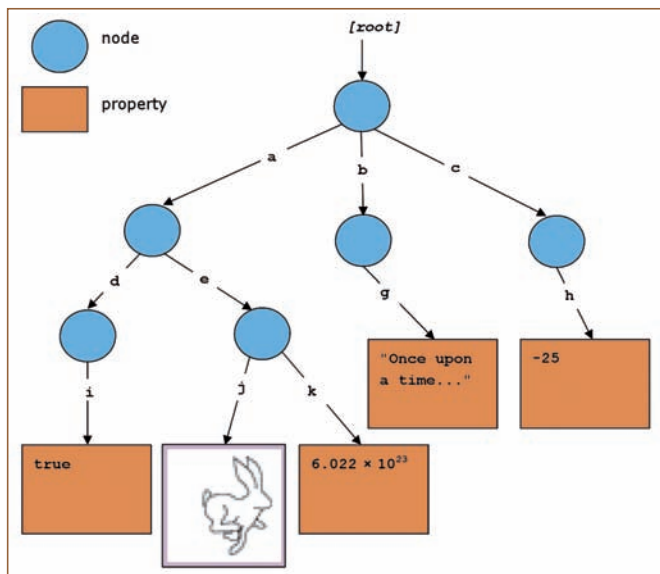 [root]
node
property
a
b
c
d
e
g
h
i
j
k
"Once upon
a time..."
-25
true
6.022 × 10²³